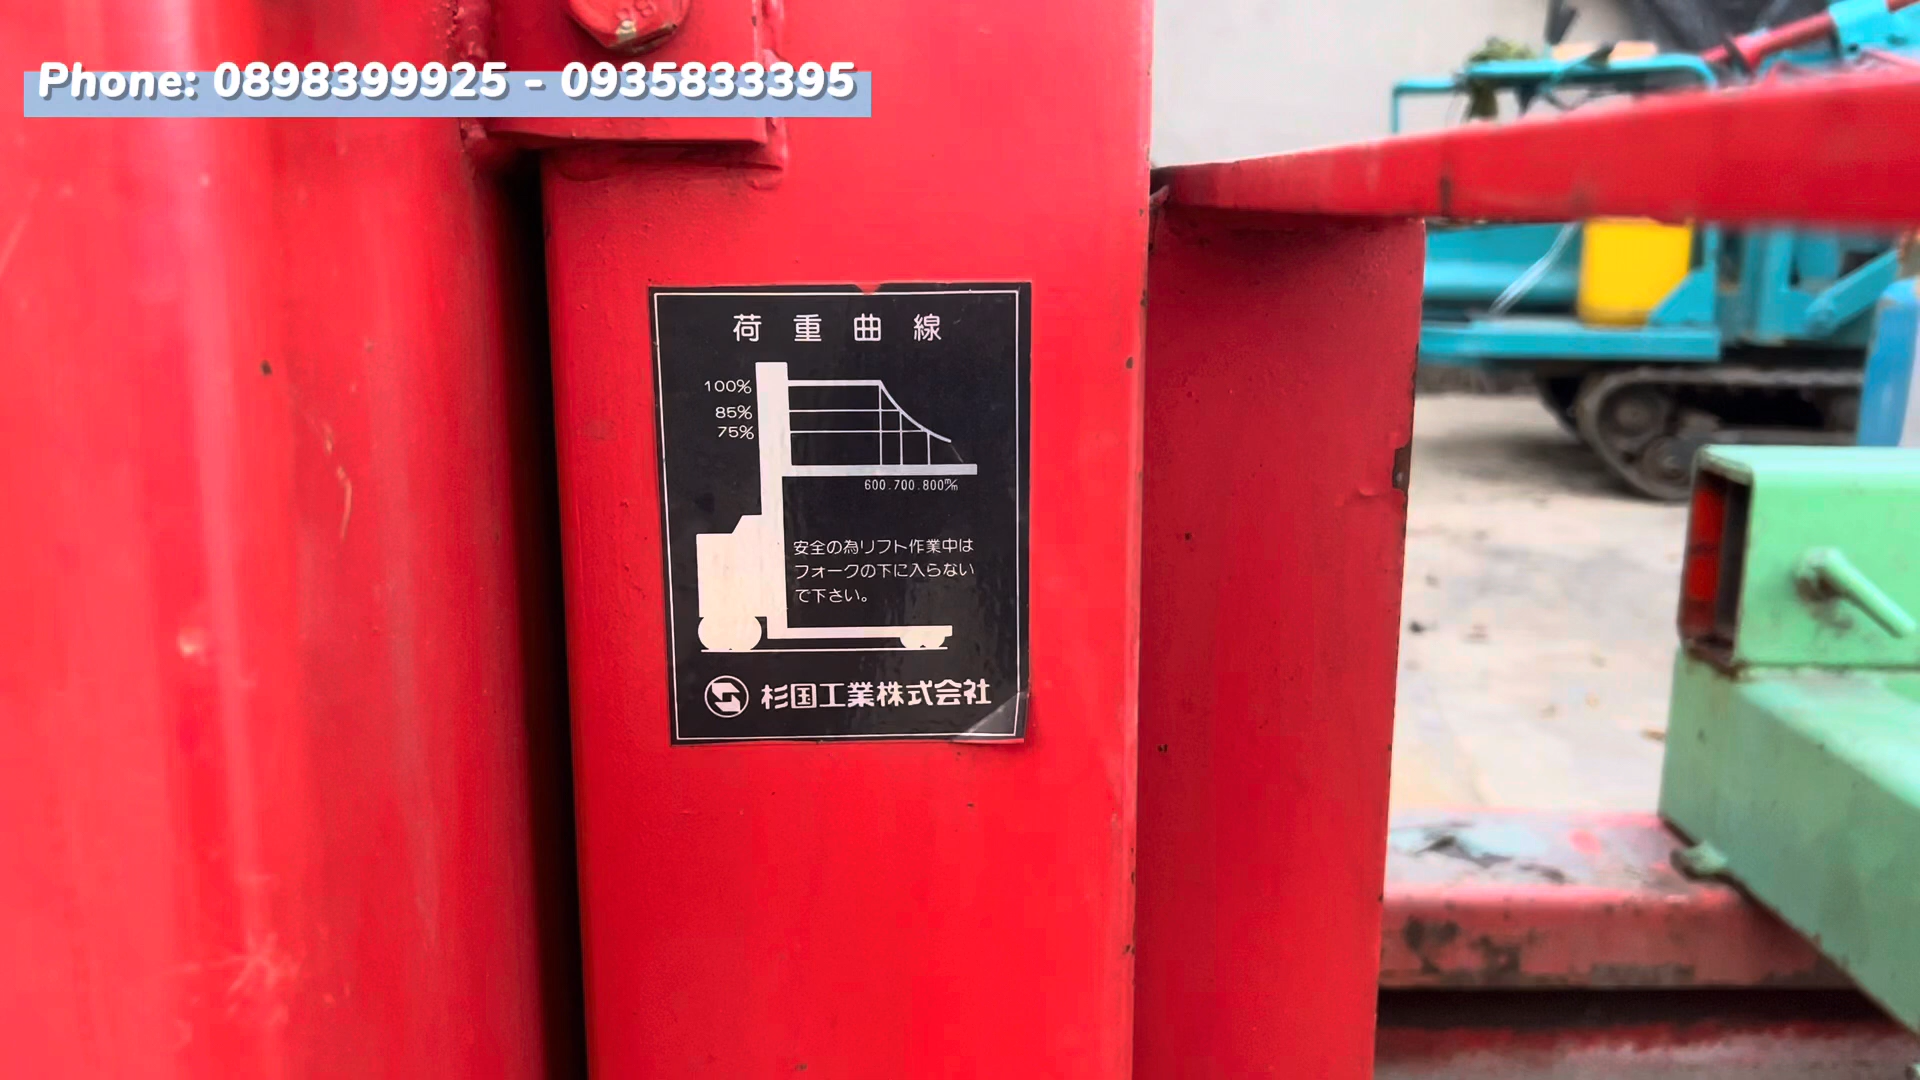 Phone: 0898399925 - 0935833395
荷重曲線
100%
85%
75%
600.700.800m/m
安全の為リフト作業中は
フォークの下に入らない
で下さい。
杉国工業株式会社